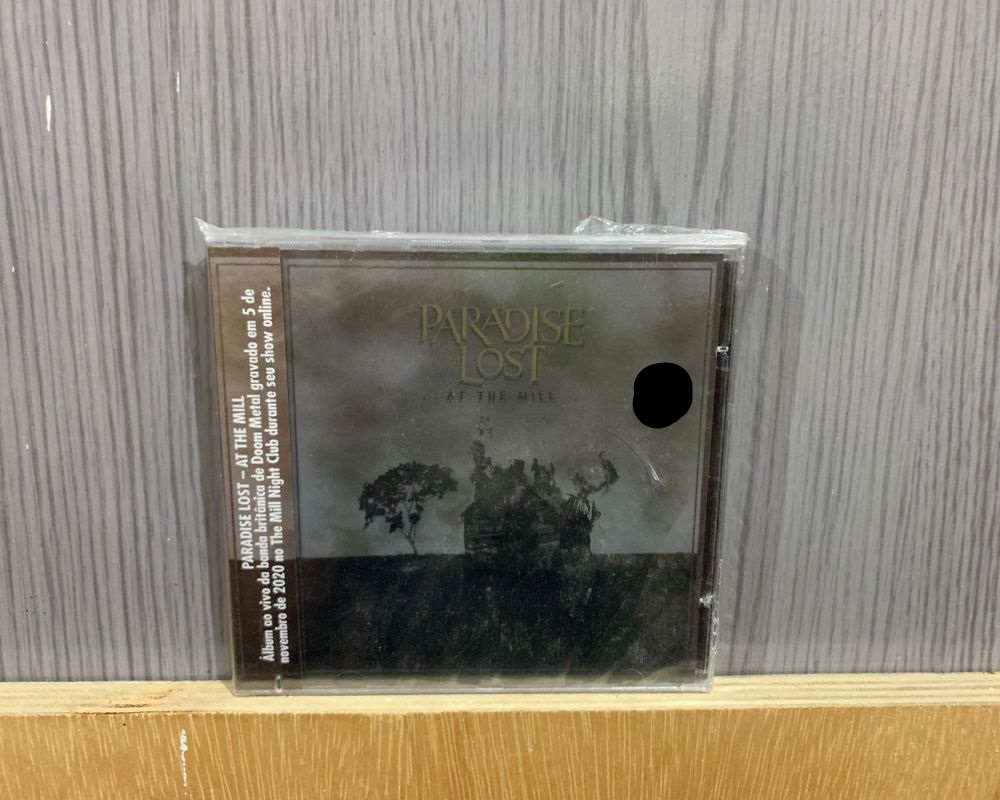 PARADISE LOST – AT THE MILL
Álbum ao vivo da banda britânica de Doom Metal gravado em 5 de
novembro de 2020 no The Mill Night Club durante seu show online.
PARADISE
LOST
AT THE MILL